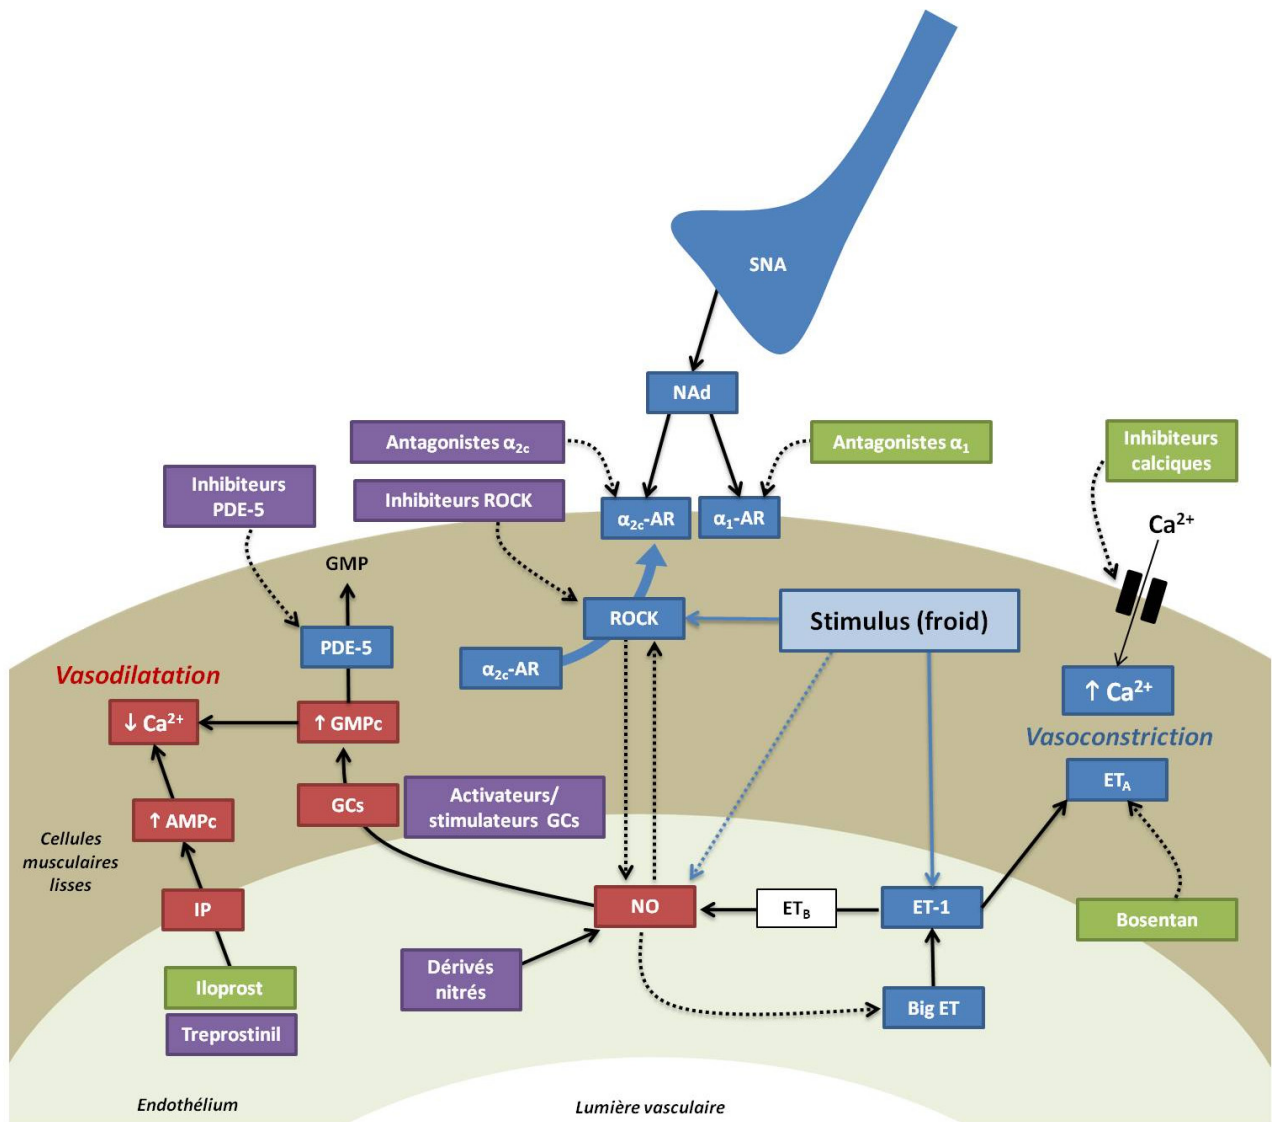 SNA
NAd
Antagonistes α2c
Antagonistes α1
Inhibiteurs
calciques
Inhibiteurs
PDE-5
Inhibiteurs ROCK
α2c-AR
α1-AR
Ca2+
GMP
ROCK
Stimulus (froid)
PDE-5
α2c-AR
Vasodilatation
↑ Ca2+
↓ Ca2+
↑ GMPc
Vasoconstriction
ETA
GCs
Activateurs/
stimulateurs GCs
↑ AMPc
Cellules
musculaires
lisses
IP
NO
ETB
ET-1
Bosentan
Dérivés
nitrés
Iloprost
Big ET
Treprostinil
Endothélium
Lumière vasculaire